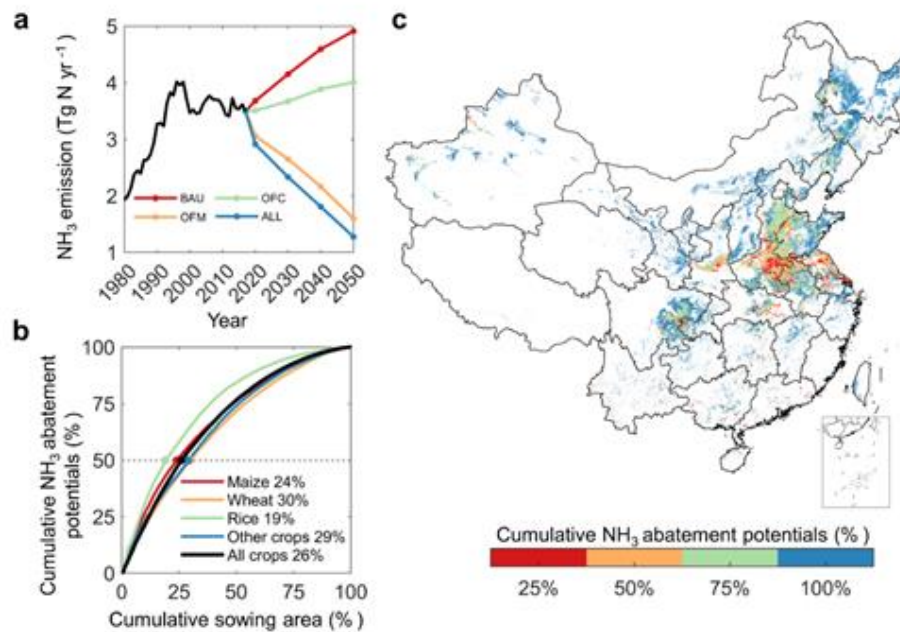 a
NH₃ emission (Tg N yr⁻¹)
5
4
3
2
1
BAU
OFC
OFM
ALL
1980
1990
2000
2010
2020
2030
2040
2050
Year
b
Cumulative NH₃ abatement
potentials (%)
100
75
50
25
0
Maize 24%
Wheat 30%
Rice 19%
Other crops 29%
All crops 26%
0
25
50
75
100
Cumulative sowing area (%)
c
Cumulative NH₃ abatement potentials (%)
25%
50%
75%
100%